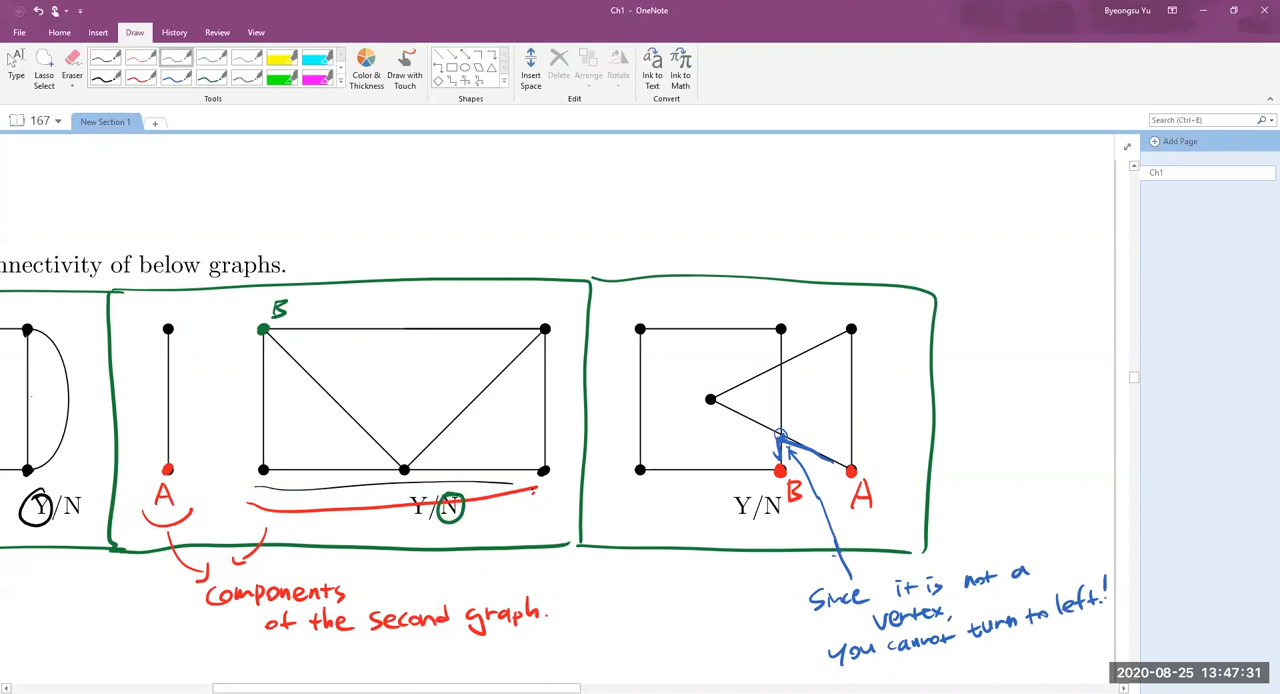 Ch1 - OneNote
Byeongsu Yu
File Home Insert Draw History Review View
Type
Lasso Select
Eraser
Color & Thickness
Draw with Touch
Insert Space
Delete
Arrange
Rotate
Ink to Text
Ink to Math
Tools
Shapes
Edit
Convert
167
New Section 1
Search (Ctrl+E)
Add Page
Ch1
nnectivity of below graphs.
B
A
Y/N
Y/N
Y/N
B
A
Components
of the second graph.
Since it is not a
vertex,
you cannot turn to left!
2020-08-25 13:47:31